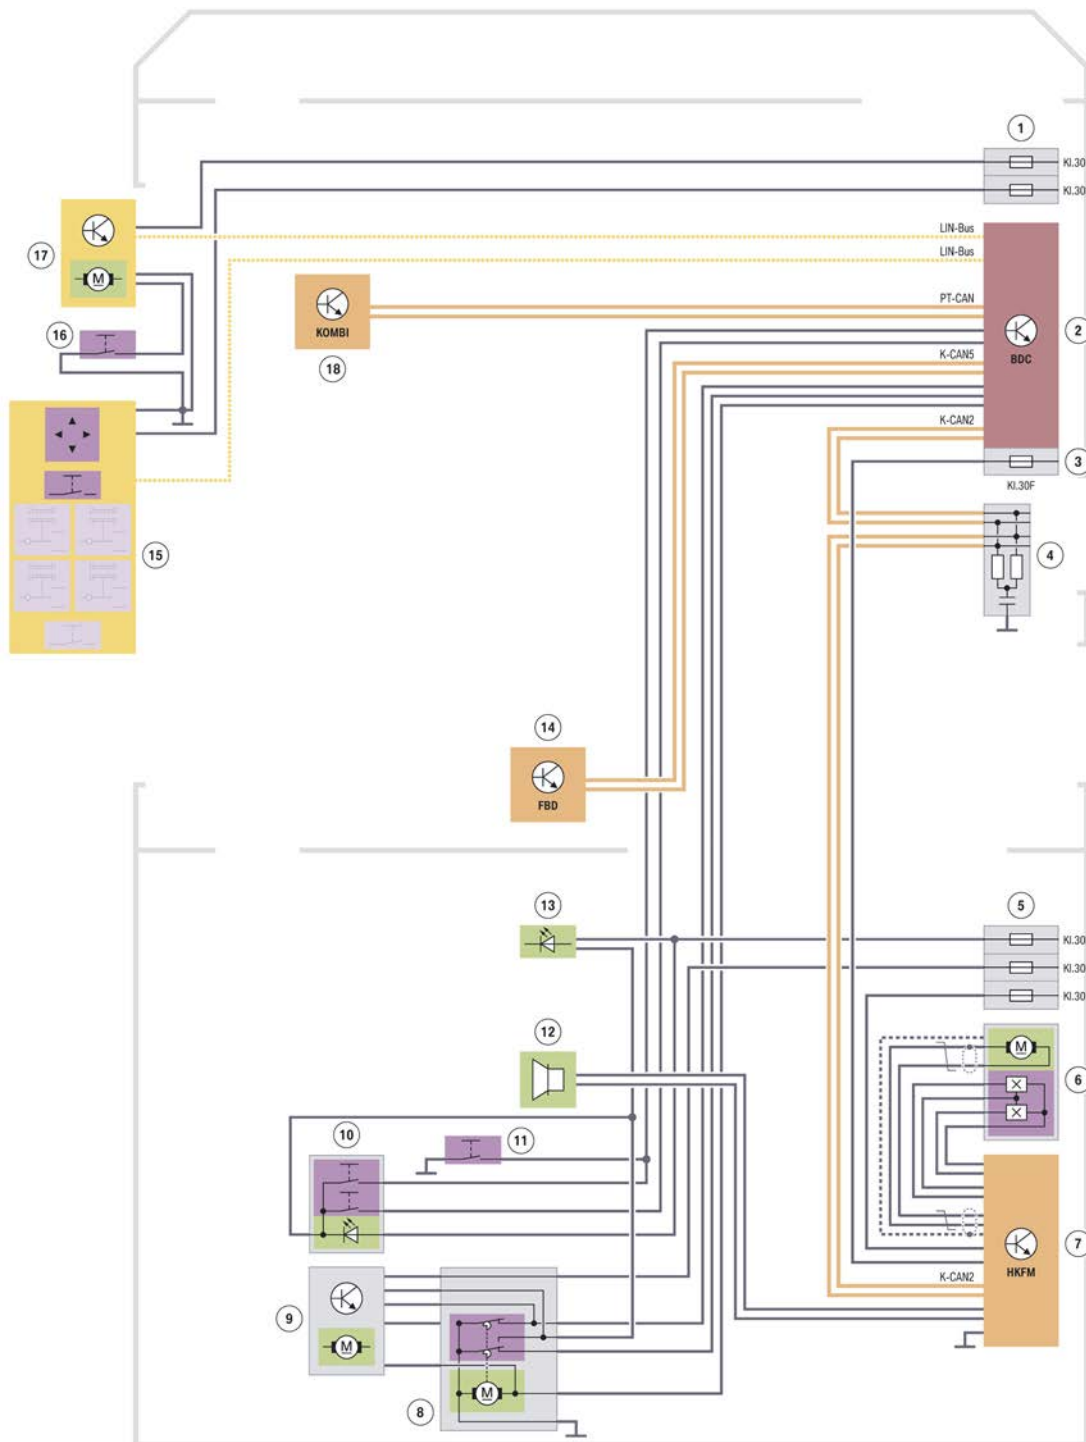 1
Kl.30
Kl.30
17
M
LIN-Bus
LIN-Bus
16
KOMBI
18
PT-CAN
2
BDC
K-CAN5
K-CAN2
3
Kl.30F
15
4
14
FBD
13
5
Kl.30
Kl.30
Kl.30
12
M
6
10
11
7
HKFM
K-CAN2
9
M
M
8